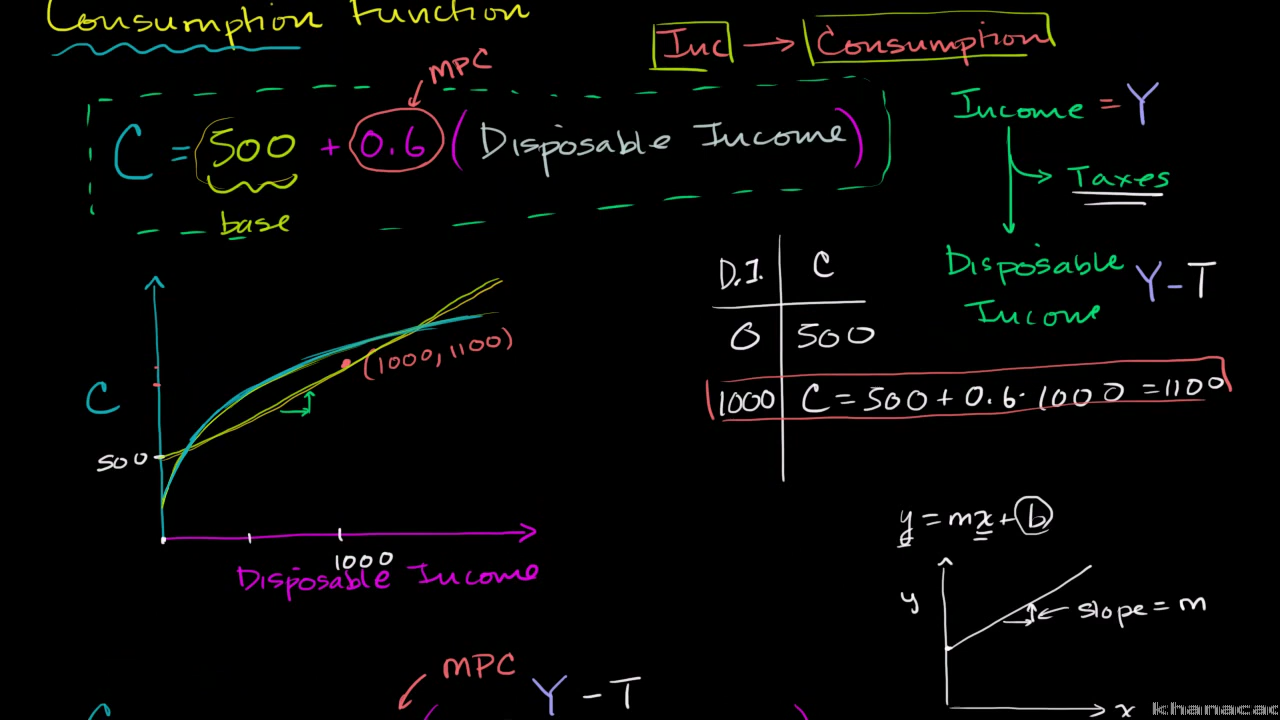 Consumption Function
Inc → Consumption
MPC
C = 500 + 0.6 (Disposable Income)
base
Income = Y
Taxes
Disposable Income Y-T
D.I. C
0 500
1000 C = 500 + 0.6 · 1000 = 1100
(1000, 1100)
C
500
1000
Disposable Income
y = mx + b
y
slope = m
x
MPC
Y - T
khanacac